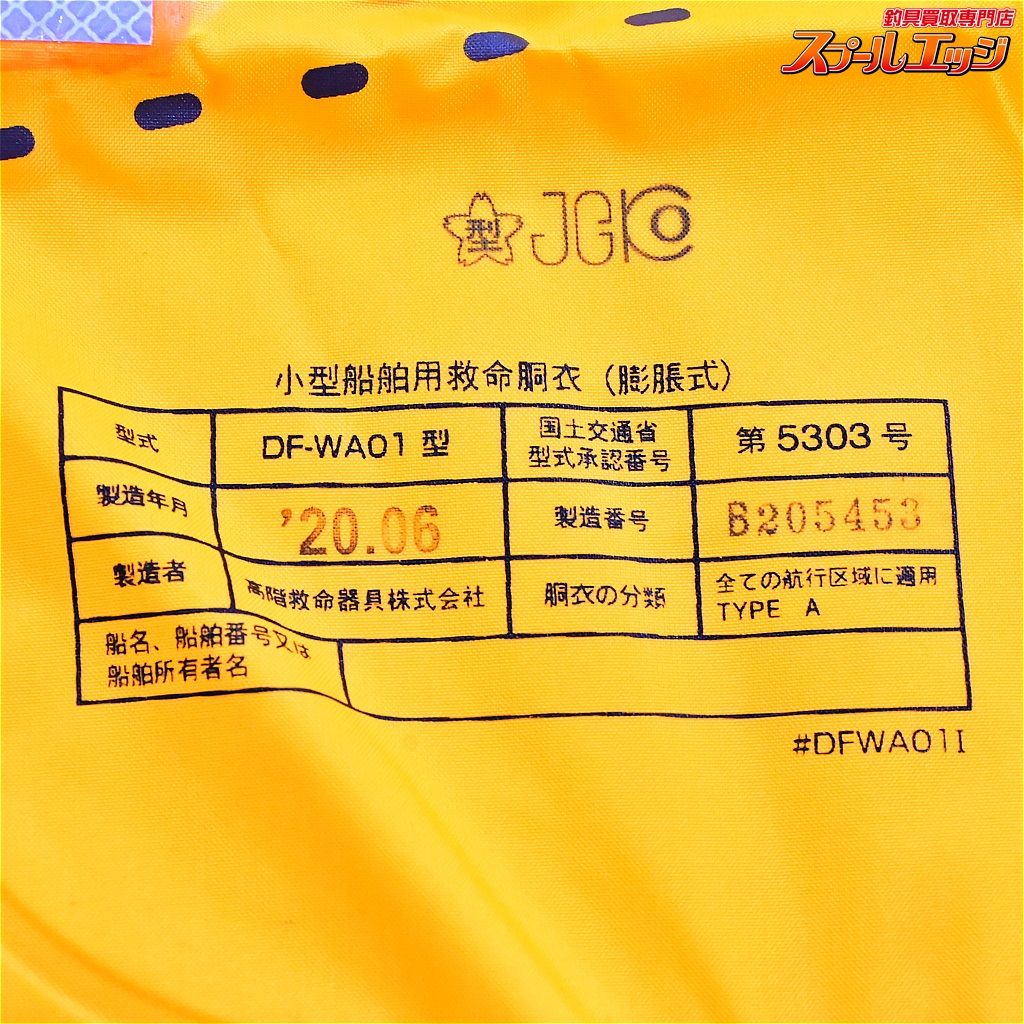 釣具買取専門店
スプールエッジ
型 JCI
小型船舶用救命胴衣（膨脹式）
型式 DF-WA01 型 国土交通省 型式承認番号 第 5303 号
製造年月 '20.06 製造番号 B205453
製造者 高階救命器具株式会社 胴衣の分類 全ての航行区域に適用 TYPE A
船名、船舶番号又は
船舶所有者名
#DFWA01I